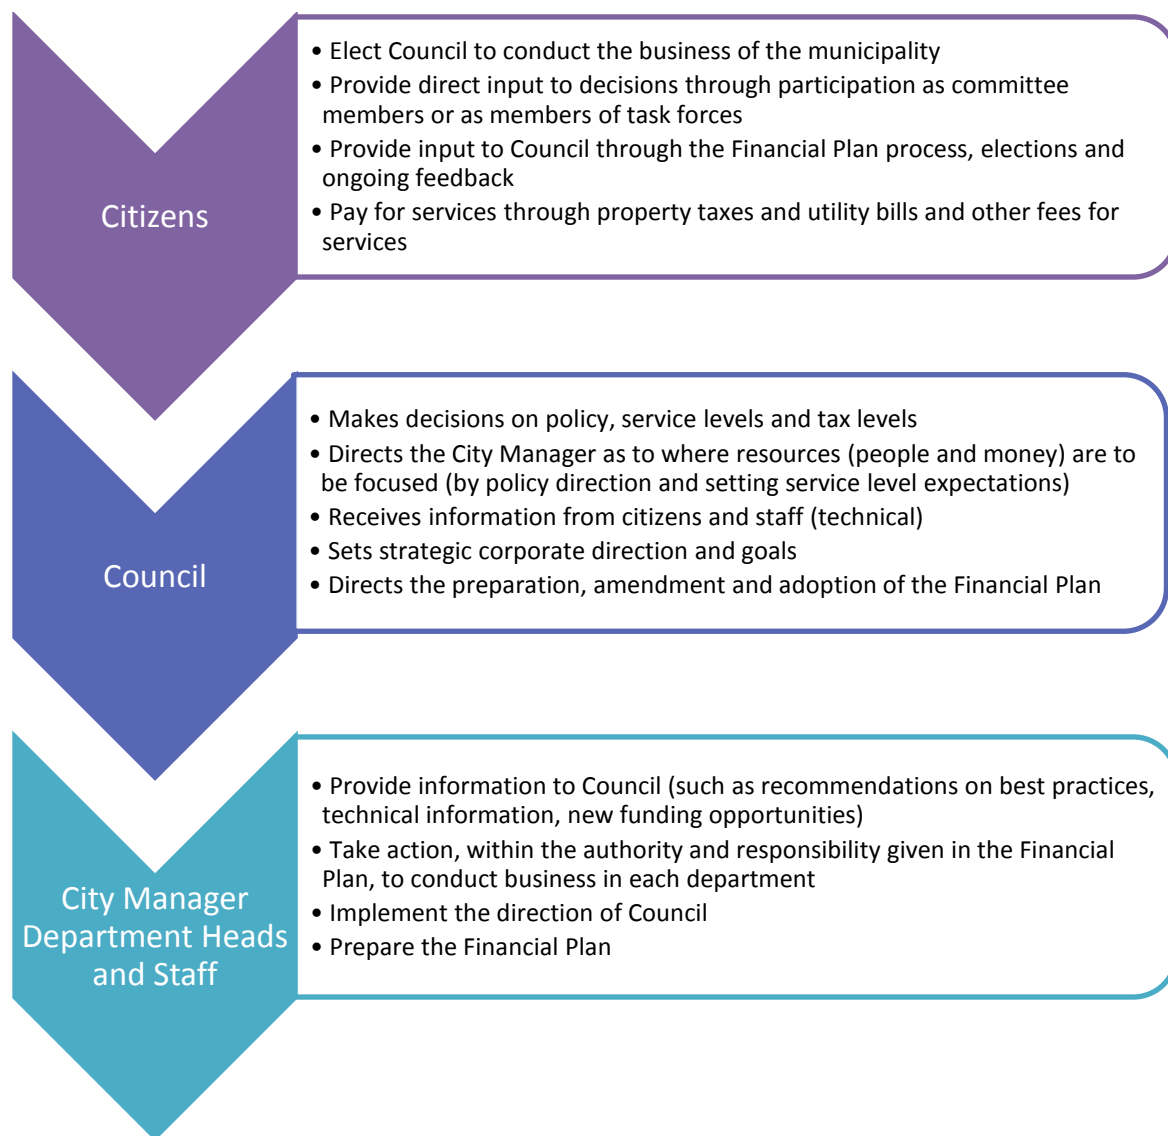 Citizens
• Elect Council to conduct the business of the municipality
• Provide direct input to decisions through participation as committee
members or as members of task forces
• Provide input to Council through the Financial Plan process, elections and
ongoing feedback
• Pay for services through property taxes and utility bills and other fees for
services
Council
• Makes decisions on policy, service levels and tax levels
• Directs the City Manager as to where resources (people and money) are to
be focused (by policy direction and setting service level expectations)
• Receives information from citizens and staff (technical)
• Sets strategic corporate direction and goals
• Directs the preparation, amendment and adoption of the Financial Plan
City Manager
Department Heads
and Staff
• Provide information to Council (such as recommendations on best practices,
technical information, new funding opportunities)
• Take action, within the authority and responsibility given in the Financial
Plan, to conduct business in each department
• Implement the direction of Council
• Prepare the Financial Plan